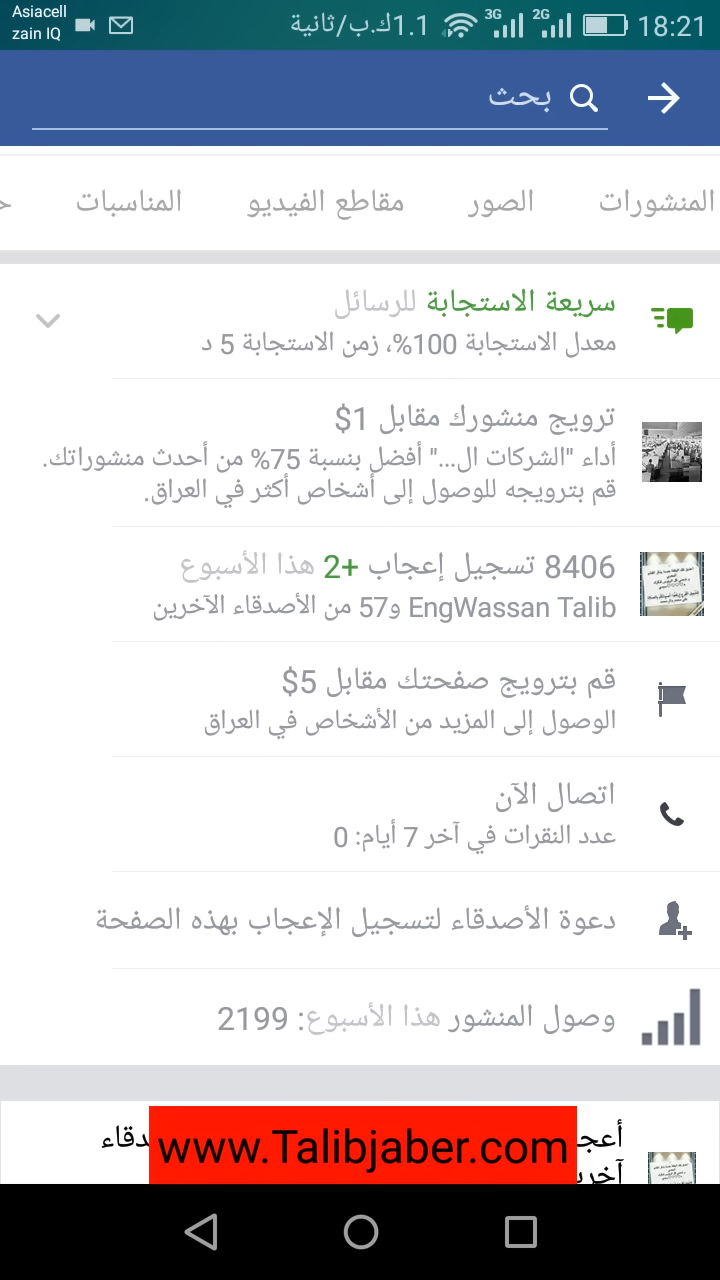 Asiacell
zain IQ
1.1ك.ب/ثانية
3G
2G
18:21
بحث
المنشورات
الصور
مقاطع الفيديو
المناسبات
سريعة الاستجابة للرسائل
معدل الاستجابة 100%، زمن الاستجابة 5 د
ترويج منشورك مقابل 1$
أداء "الشركات ال..." أفضل بنسبة 75% من أحدث منشوراتك.
قم بترويجه للوصول إلى أشخاص أكثر في العراق.
8406 تسجيل إعجاب +2 هذا الأسبوع
EngWassan Talib و57 من الأصدقاء الآخرين
قم بترويج صفحتك مقابل 5$
الوصول إلى المزيد من الأشخاص في العراق
اتصال الآن
عدد النقرات في آخر 7 أيام: 0
دعوة الأصدقاء لتسجيل الإعجاب بهذه الصفحة
وصول المنشور هذا الأسبوع: 2199
www.Talibjaber.com